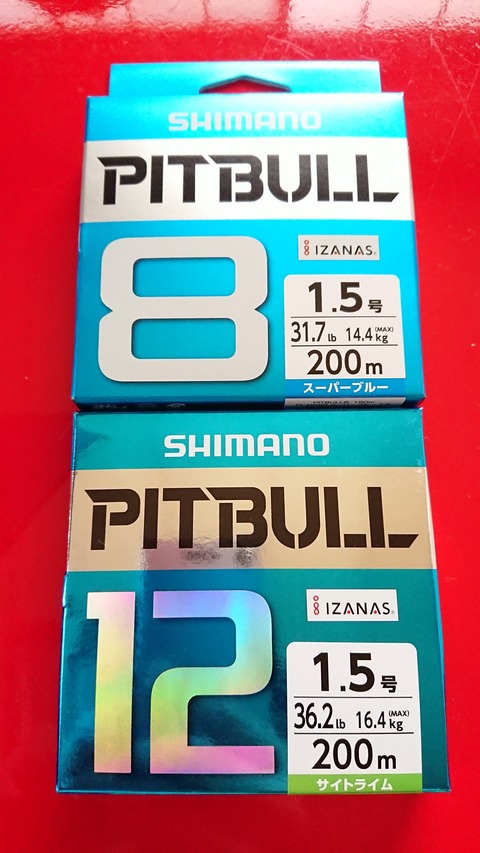 SHIMANO
PITBULL
8
IZANAS
1.5号
31.7lb 14.4kg (MAX)
200m
スーパーブルー
SHIMANO
PITBULL
12
IZANAS
1.5号
36.2lb 16.4kg (MAX)
200m
サイトライム